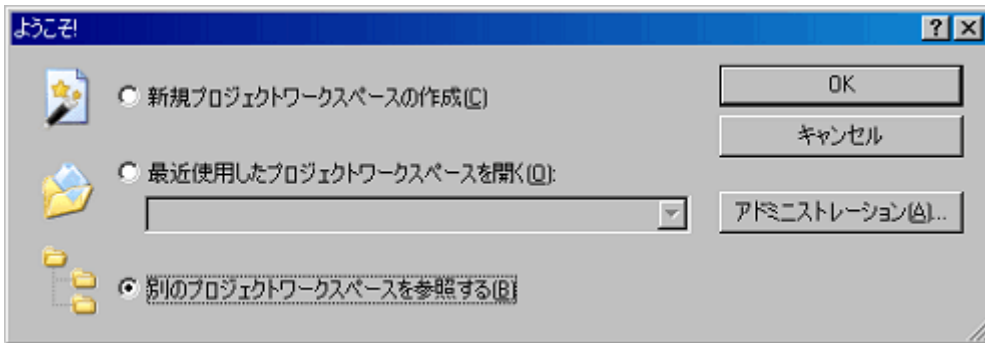 ようこそ!
新規プロジェクトワークスペースの作成(C)
OK
キャンセル
最近使用したプロジェクトワークスペースを開く(O):
アドミニストレーション(A)...
別のプロジェクトワークスペースを参照する(B)